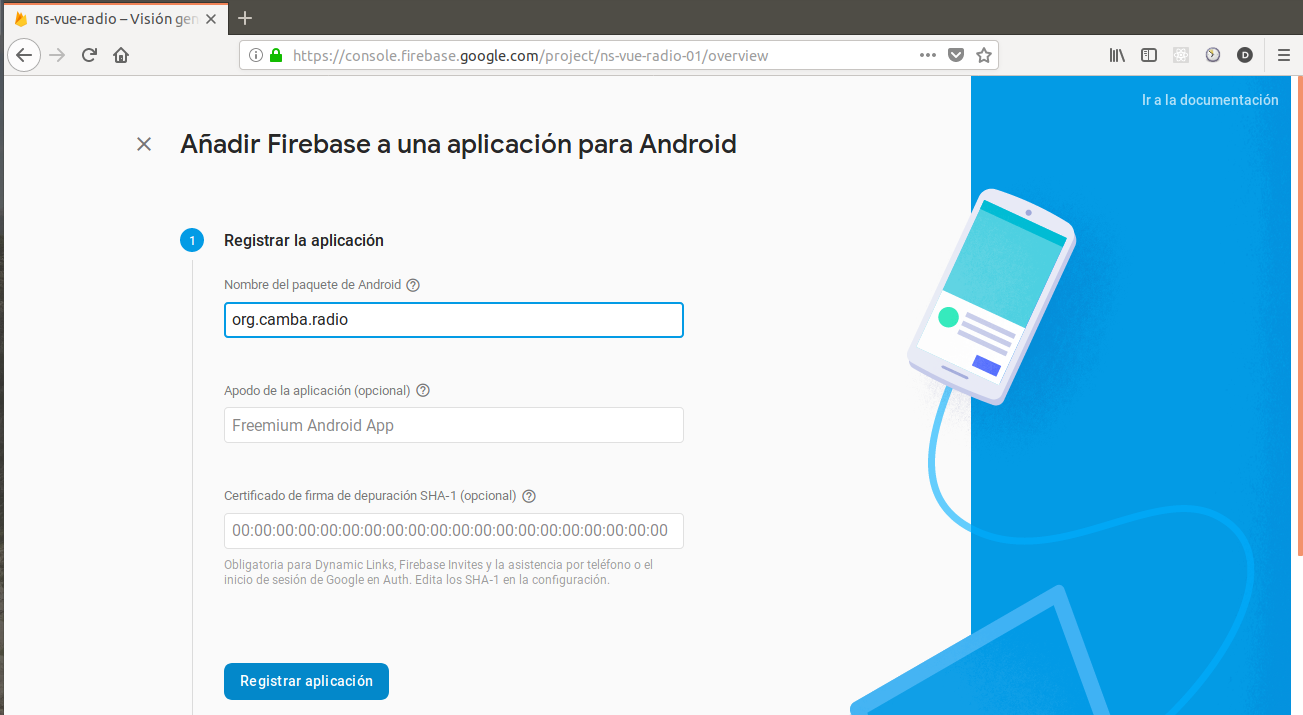 ns-vue-radio – Visión gen
https://console.firebase.google.com/project/ns-vue-radio-01/overview
D
Ir a la documentación
Añadir Firebase a una aplicación para Android
1
Registrar la aplicación
Nombre del paquete de Android
org.camba.radio
Apodo de la aplicación (opcional)
Freemium Android App
Certificado de firma de depuración SHA-1 (opcional)
00:00:00:00:00:00:00:00:00:00:00:00:00:00:00:00:00:00:00:00
Obligatoria para Dynamic Links, Firebase Invites y la asistencia por teléfono o el
inicio de sesión de Google en Auth. Edita los SHA-1 en la configuración.
Registrar aplicación